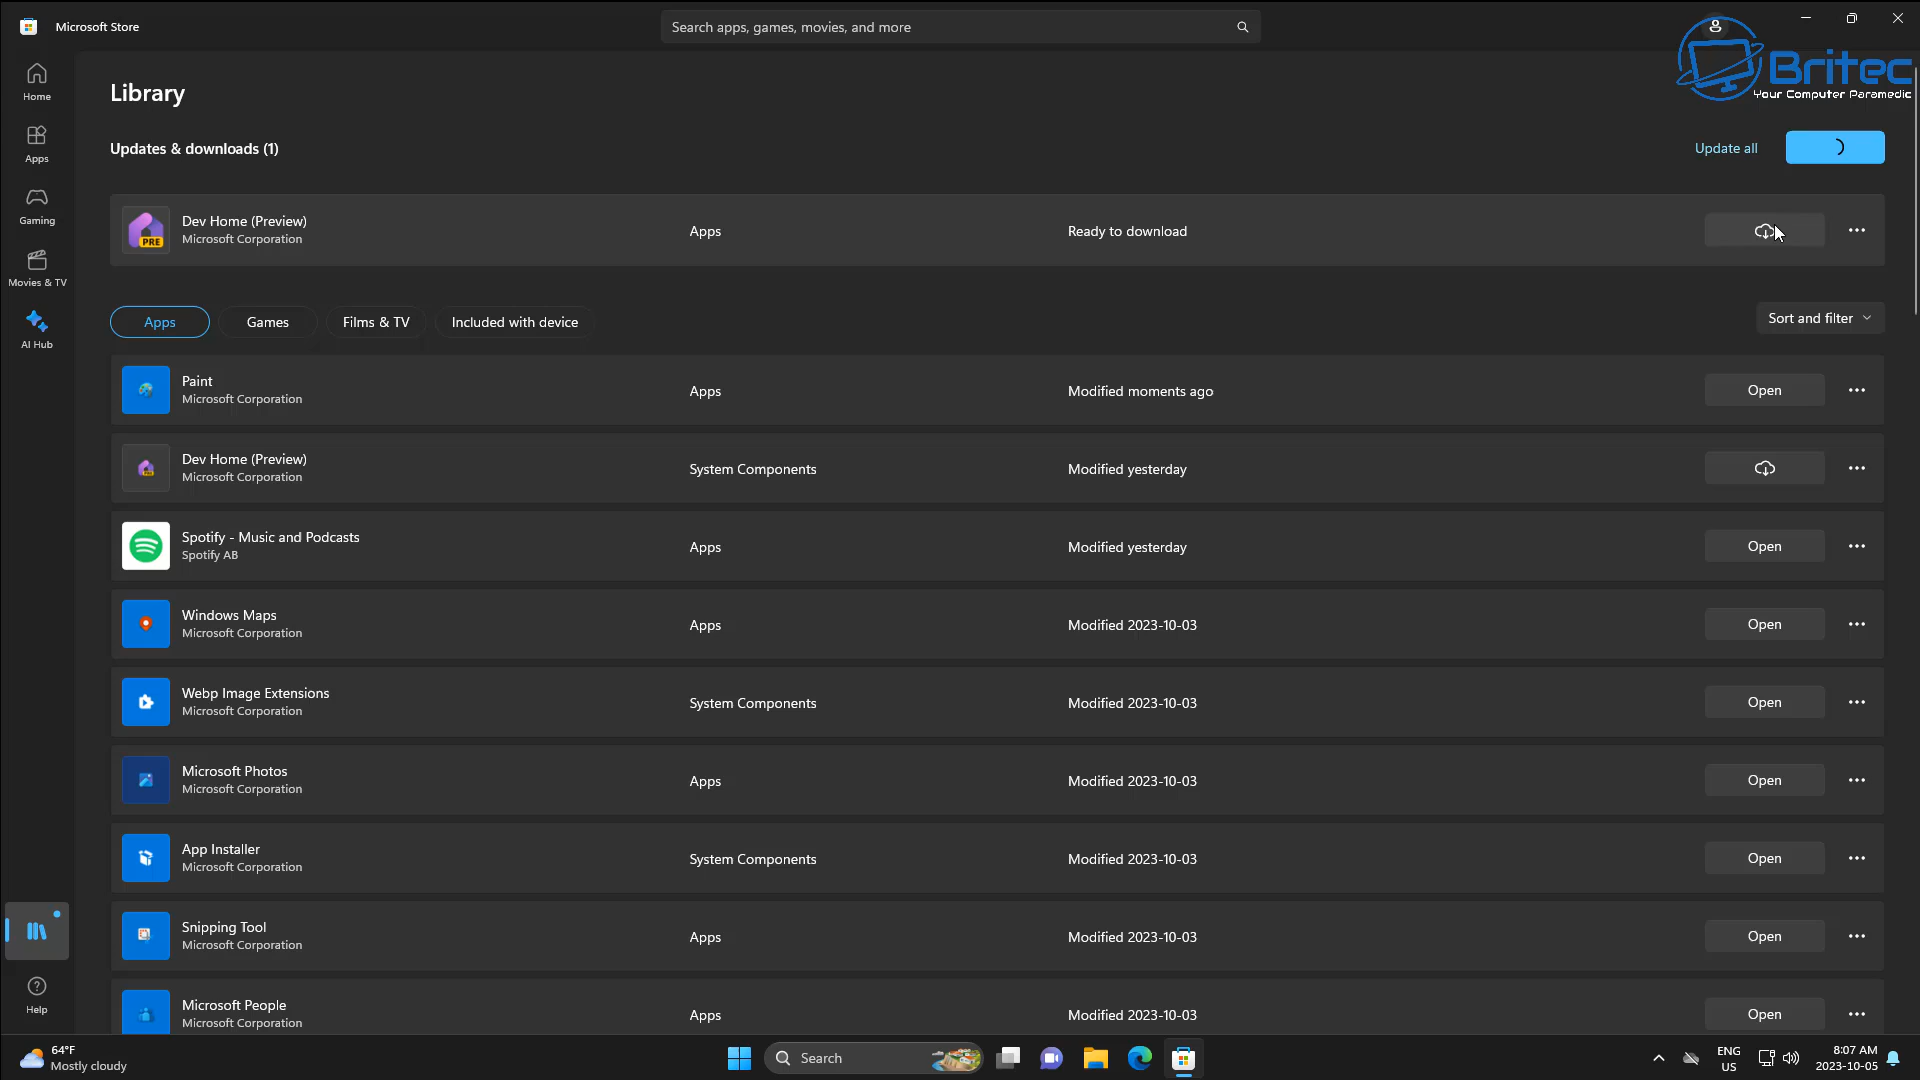 Microsoft Store
Search apps, games, movies, and more
Britec
Your Computer Paramedic
Home
Apps
Gaming
Movies & TV
AI Hub
Library
Updates & downloads (1)
Update all
Dev Home (Preview)
Microsoft Corporation
PRE
Apps
Ready to download
Apps
Games
Films & TV
Included with device
Sort and filter
Paint
Microsoft Corporation
Apps
Modified moments ago
Open
Dev Home (Preview)
Microsoft Corporation
System Components
Modified yesterday
Spotify - Music and Podcasts
Spotify AB
Apps
Modified yesterday
Open
Windows Maps
Microsoft Corporation
Apps
Modified 2023-10-03
Open
Webp Image Extensions
Microsoft Corporation
System Components
Modified 2023-10-03
Open
Microsoft Photos
Microsoft Corporation
Apps
Modified 2023-10-03
Open
App Installer
Microsoft Corporation
System Components
Modified 2023-10-03
Open
Snipping Tool
Microsoft Corporation
Apps
Modified 2023-10-03
Open
Microsoft People
Microsoft Corporation
Apps
Modified 2023-10-03
Open
Help
64°F
Mostly cloudy
Search
ENG
US
8:07 AM
2023-10-05